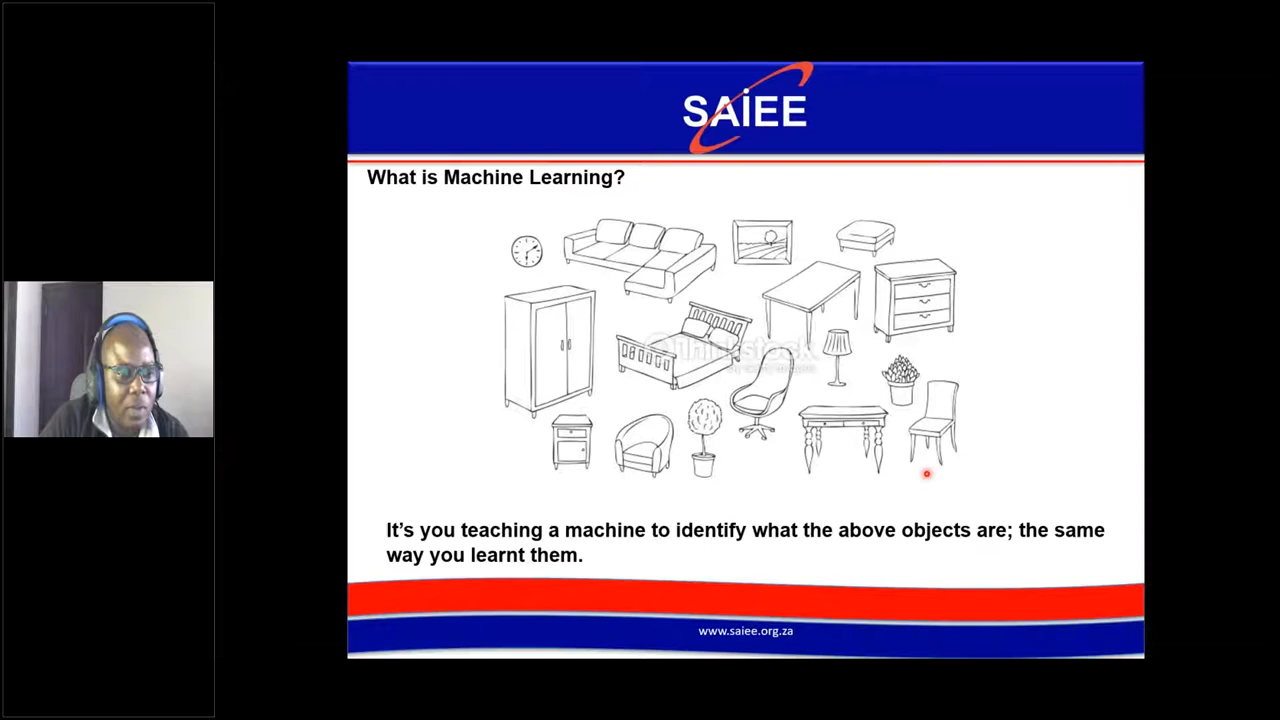 SAiEE
What is Machine Learning?
Thinkstock
It's you teaching a machine to identify what the above objects are; the same
way you learnt them.
www.saiee.org.za